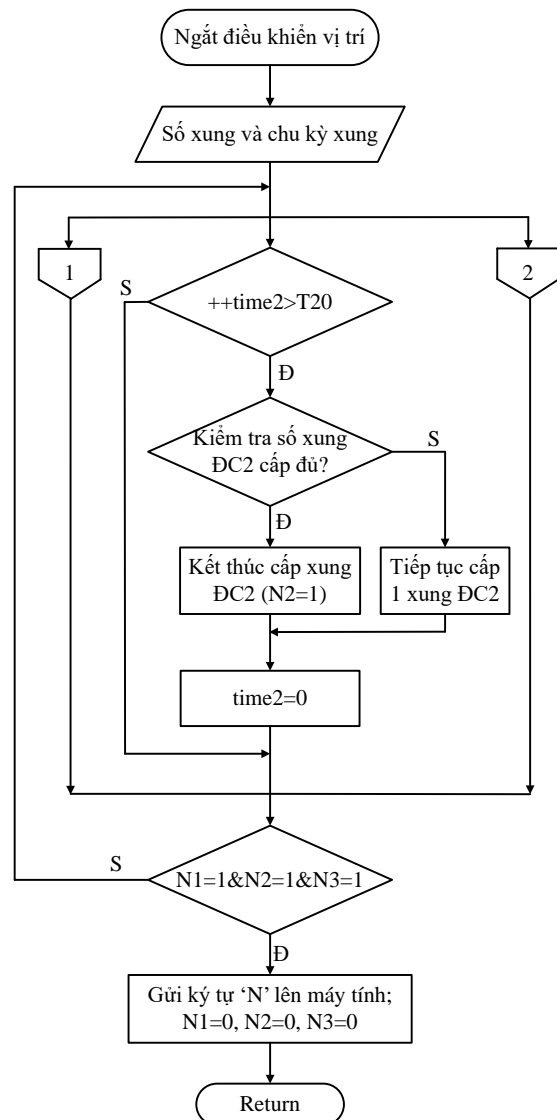 Ngắt điều khiển vị trí
Số xung và chu kỳ xung
1
2
S
++time2>T20
Đ
Kiểm tra số xung
ĐC2 cấp đủ?
S
Đ
Kết thúc cấp xung
ĐC2 (N2=1)
Tiếp tục cấp
1 xung ĐC2
time2=0
S
N1=1&N2=1&N3=1
Đ
Gửi ký tự ‘N’ lên máy tính;
N1=0, N2=0, N3=0
Return